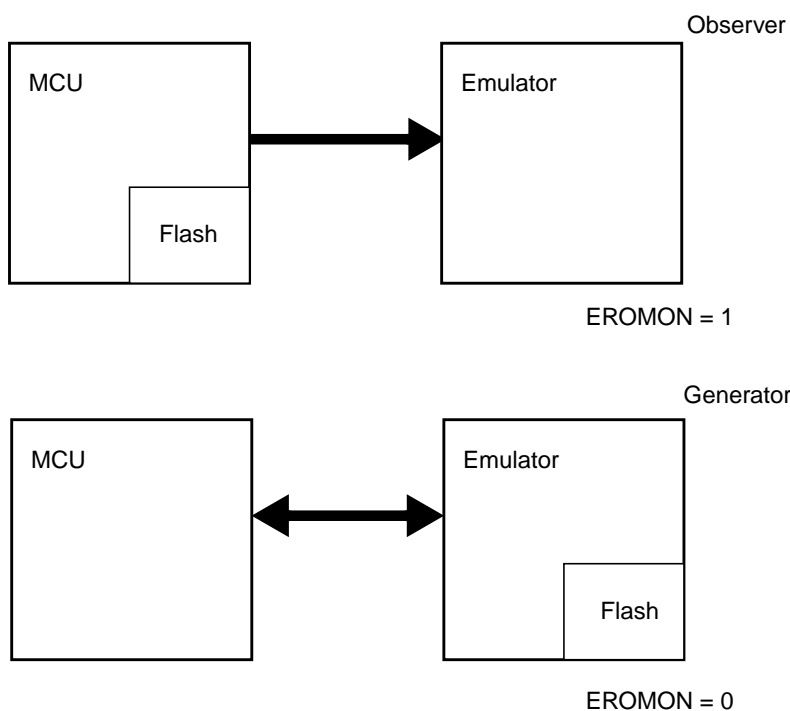 Observer
MCU
Emulator
Flash
EROMON = 1
Generator
MCU
Emulator
Flash
EROMON = 0